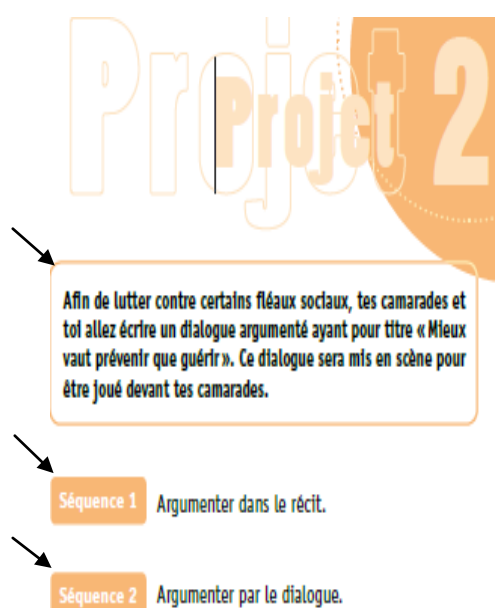 Projet
Projet 2
Afin de lutter contre certains fléaux sociaux, tes camarades et
toi allez écrire un dialogue argumenté ayant pour titre « Mieux
vaut prévenir que guérir ». Ce dialogue sera mis en scène pour
être joué devant tes camarades.
Séquence 1 Argumenter dans le récit.
Séquence 2 Argumenter par le dialogue.